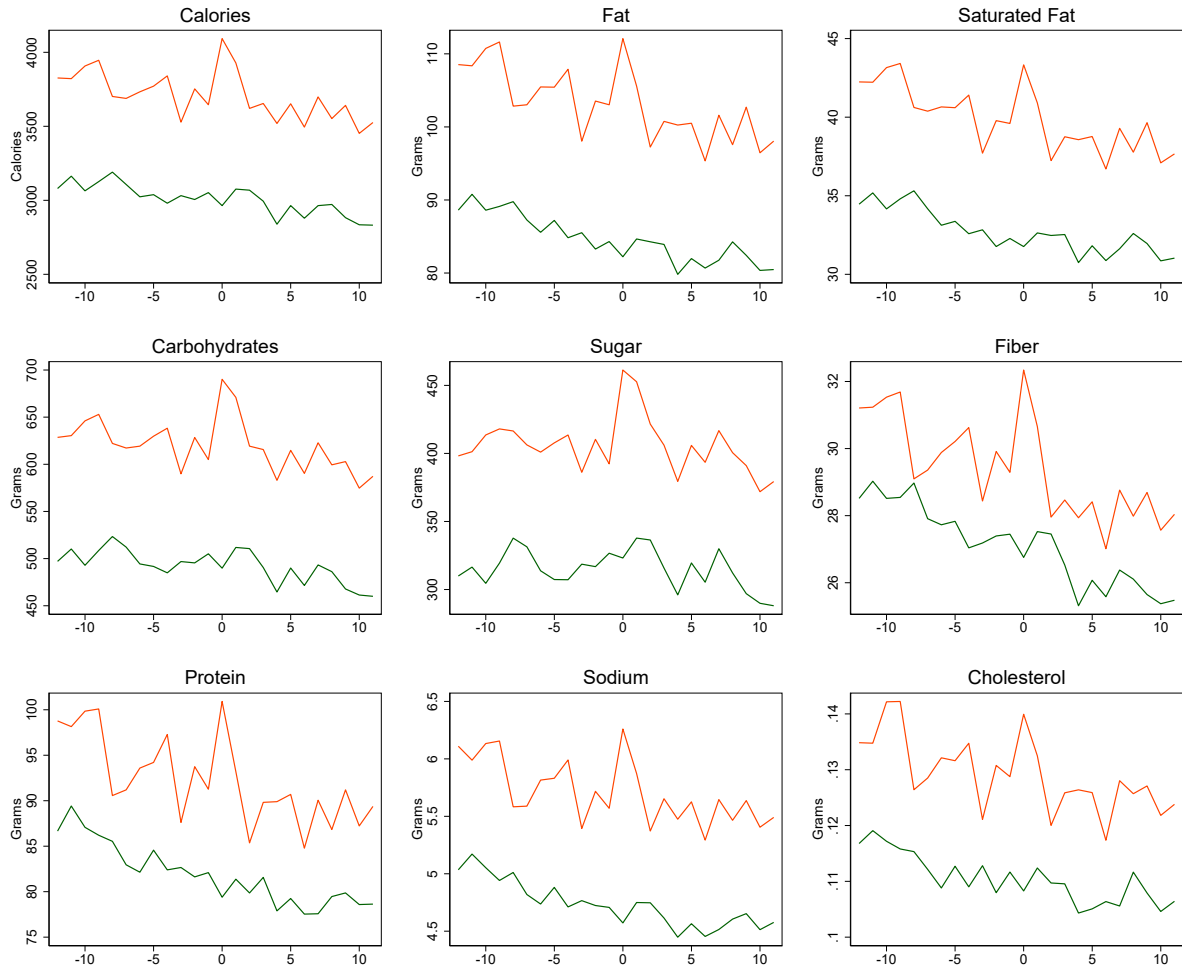 Calories
Calories
4000
3500
3000
2500
-10 -5 0 5 10
Fat
Grams
110
100
90
80
-10 -5 0 5 10
Saturated Fat
Grams
45
40
35
30
-10 -5 0 5 10
Carbohydrates
Grams
700
650
600
550
500
450
-10 -5 0 5 10
Sugar
Grams
450
400
350
300
-10 -5 0 5 10
Fiber
Grams
32
30
28
26
-10 -5 0 5 10
Protein
Grams
100
95
90
85
80
75
-10 -5 0 5 10
Sodium
Grams
6.5
6
5.5
5
4.5
-10 -5 0 5 10
Cholesterol
Grams
.14
.13
.12
.11
.1
-10 -5 0 5 10